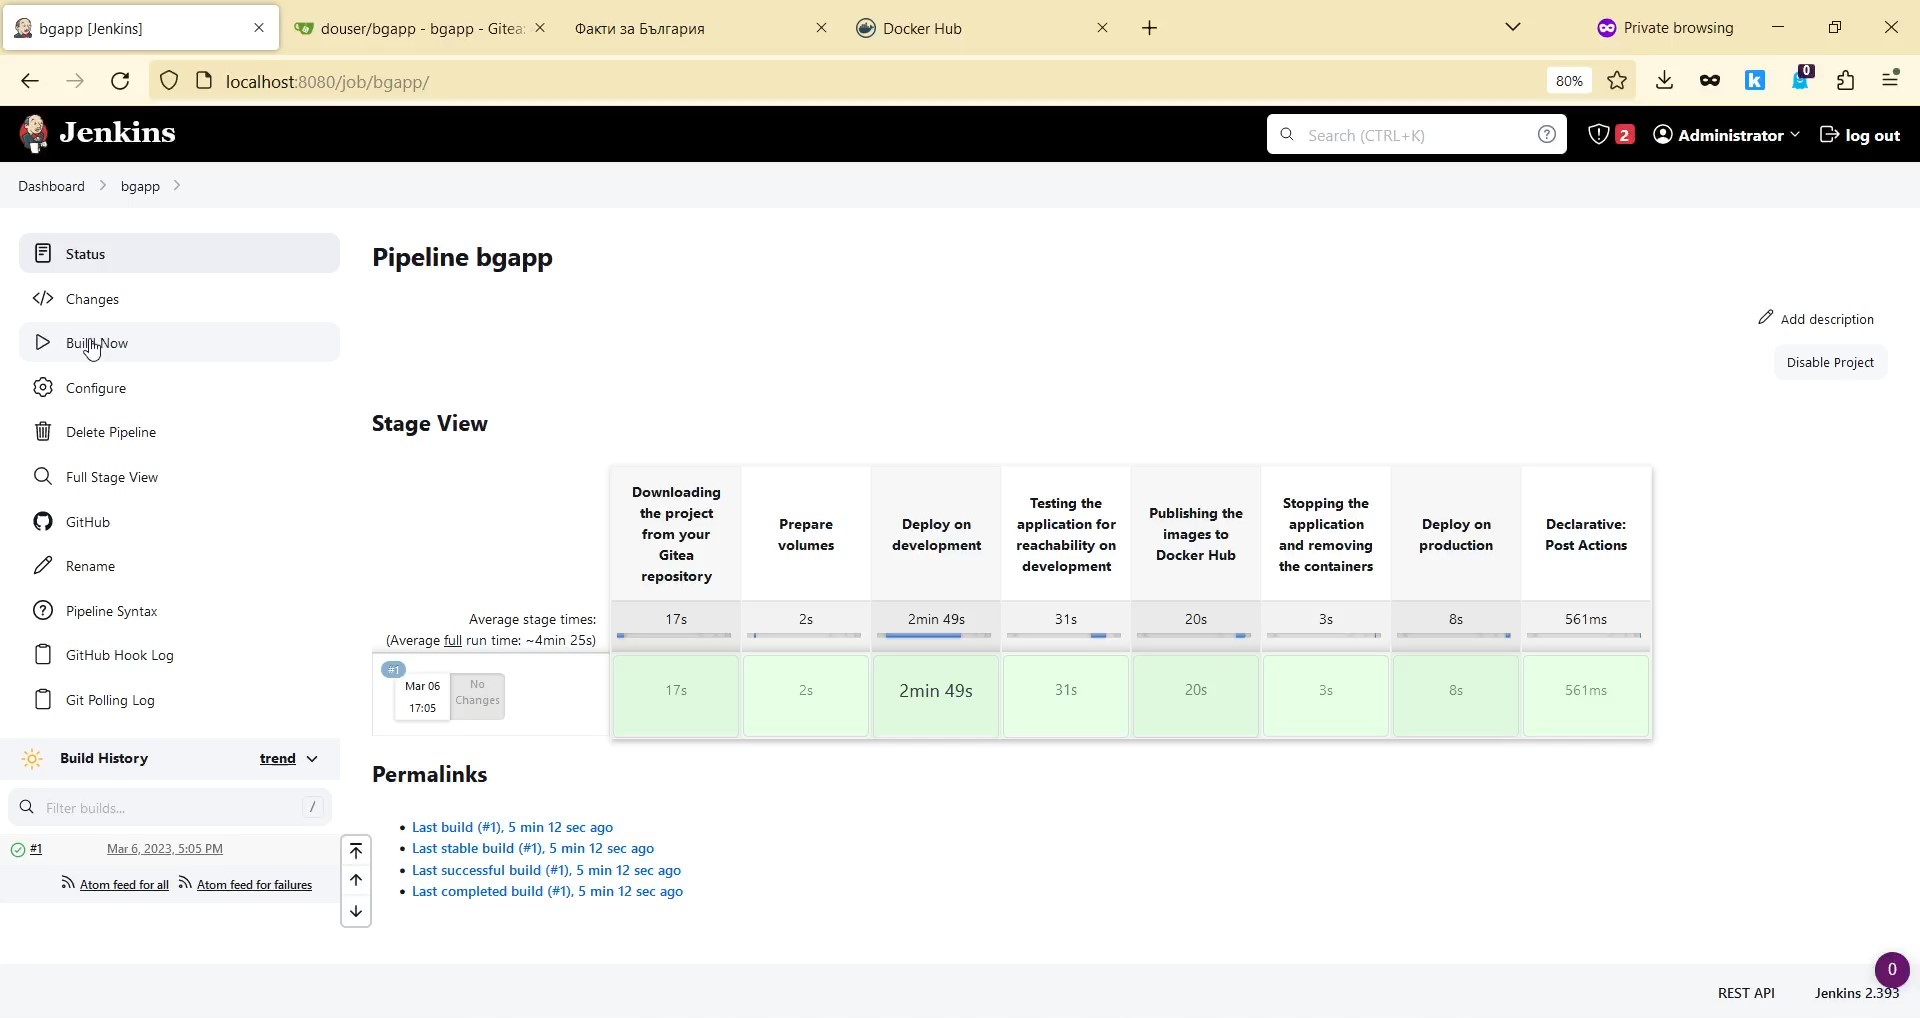 bgapp [Jenkins]
douser/bgapp - bgapp - Gitea:
Факти за България
Docker Hub
Private browsing
localhost:8080/job/bgapp/
80%
0
Jenkins
Search (CTRL+K)
2
Administrator
log out
Dashboard
bgapp
Status
Changes
Build Now
Configure
Delete Pipeline
Full Stage View
GitHub
Rename
Pipeline Syntax
GitHub Hook Log
Git Polling Log
Build History
trend
Filter builds...
/
#1
Mar 6, 2023, 5:05 PM
Atom feed for all
Atom feed for failures
Pipeline bgapp
Add description
Disable Project
Stage View
Downloading
the project
from your
Gitea
repository
Prepare
volumes
Deploy on
development
Testing the
application for
reachability on
development
Publishing the
images to
Docker Hub
Stopping the
application
and removing
the containers
Deploy on
production
Declarative:
Post Actions
Average stage times:
(Average full run time: ~4min 25s)
17s
2s
2min 49s
31s
20s
3s
8s
561ms
#1
Mar 06
17:05
No
Changes
17s
2s
2min 49s
31s
20s
3s
8s
561ms
Permalinks
Last build (#1), 5 min 12 sec ago
Last stable build (#1), 5 min 12 sec ago
Last successful build (#1), 5 min 12 sec ago
Last completed build (#1), 5 min 12 sec ago
0
REST API
Jenkins 2.393